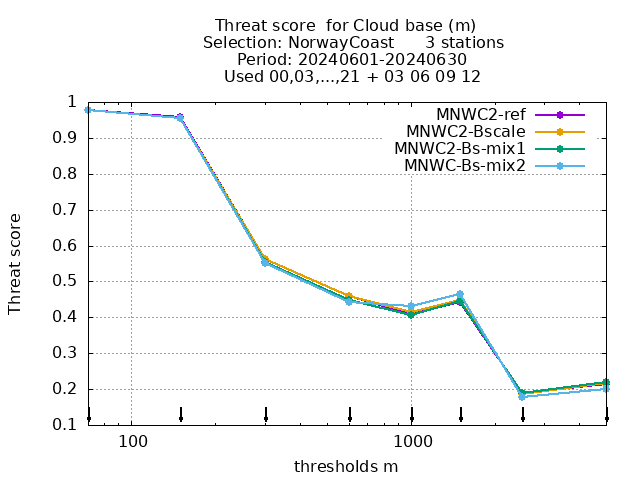 Threat score  for Cloud base (m)
Selection: NorwayCoast      3 stations
Period: 20240601-20240630
Used 00,03,...,21 + 03 06 09 12
MNWC2-ref
MNWC2-Bscale
MNWC2-Bs-mix1
MNWC-Bs-mix2
Threat score
1
0.9
0.8
0.7
0.6
0.5
0.4
0.3
0.2
0.1
100
1000
thresholds m